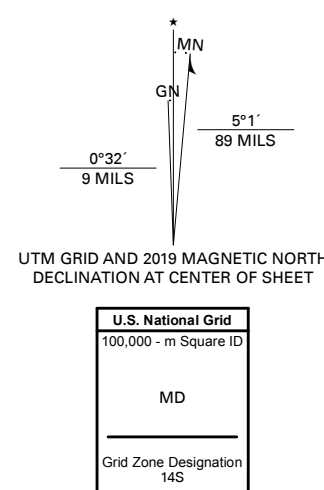 ★
MN
GN
5°1´
89 MILS
0°32´
9 MILS
UTM GRID AND 2019 MAGNETIC NORTH
DECLINATION AT CENTER OF SHEET
U.S. National Grid
100,000 - m Square ID
MD
Grid Zone Designation
14S